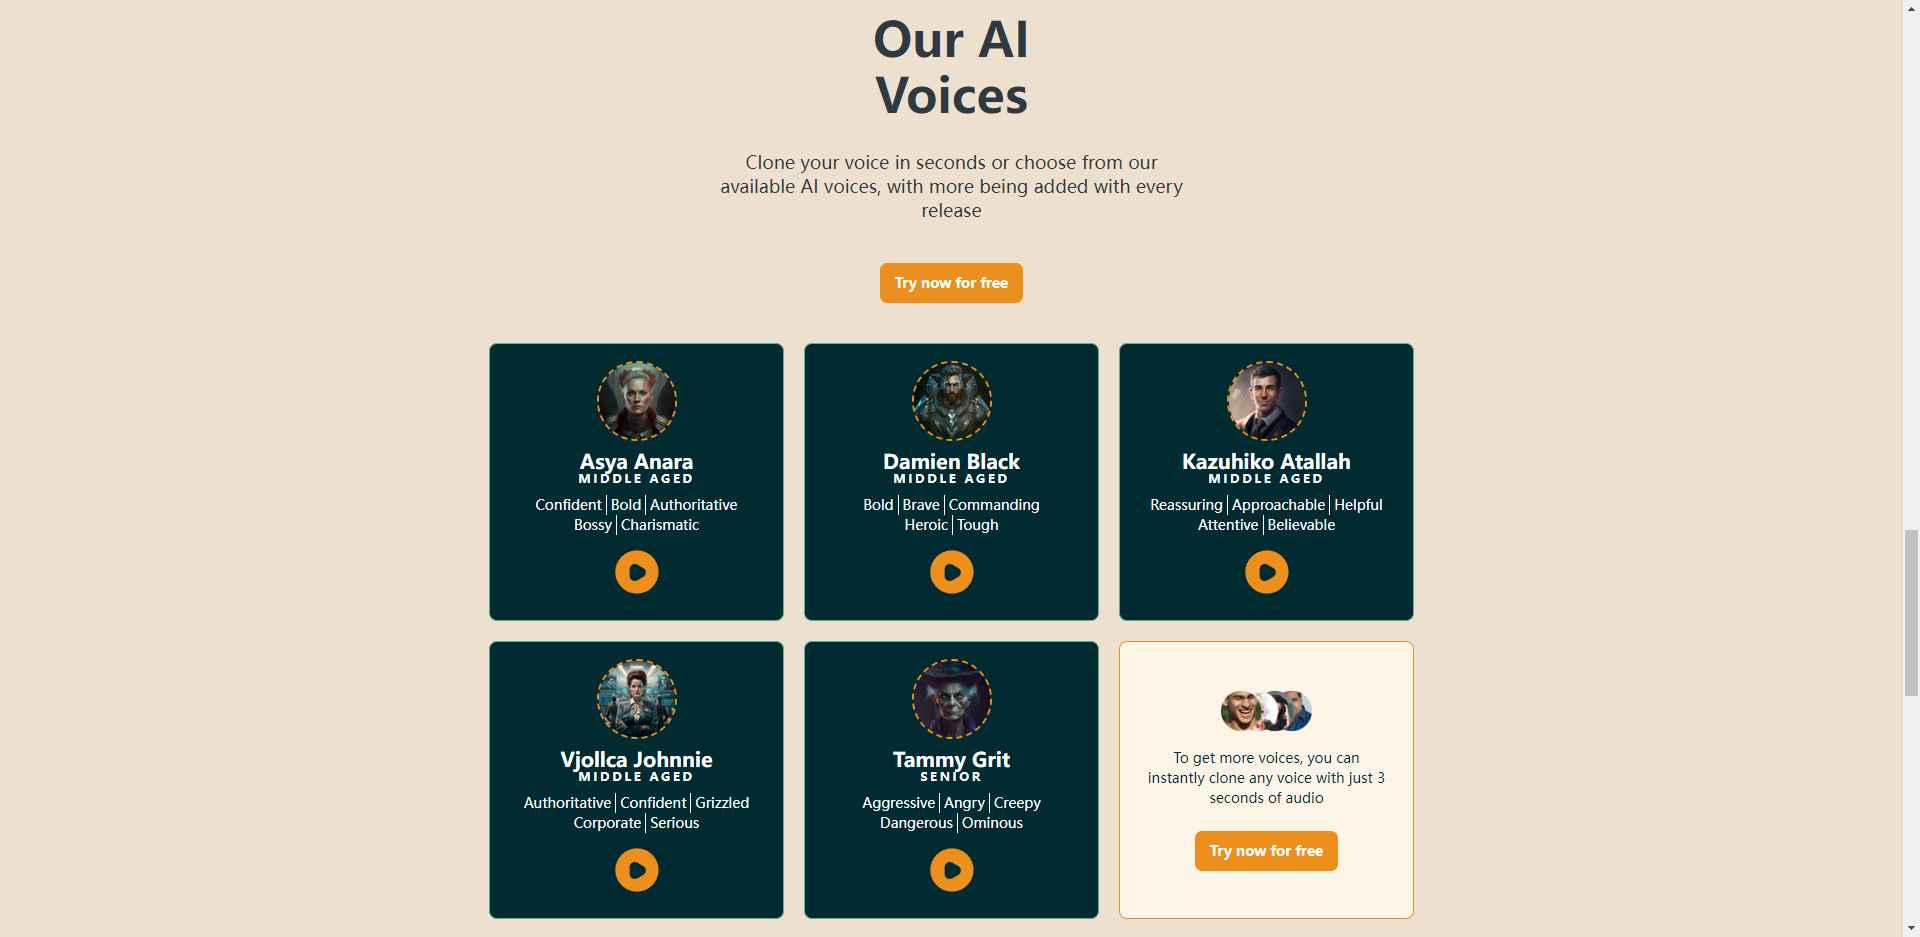 Our AI
Voices
Clone your voice in seconds or choose from our
available AI voices, with more being added with every
release
Try now for free
Asya Anara
MIDDLE AGED
Confident | Bold | Authoritative
Bossy | Charismatic
Damien Black
MIDDLE AGED
Bold | Brave | Commanding
Heroic | Tough
Kazuhiko Atallah
MIDDLE AGED
Reassuring | Approachable | Helpful
Attentive | Believable
Vjollca Johnnie
MIDDLE AGED
Authoritative | Confident | Grizzled
Corporate | Serious
Tammy Grit
SENIOR
Aggressive | Angry | Creepy
Dangerous | Ominous
To get more voices, you can
instantly clone any voice with just 3
seconds of audio
Try now for free